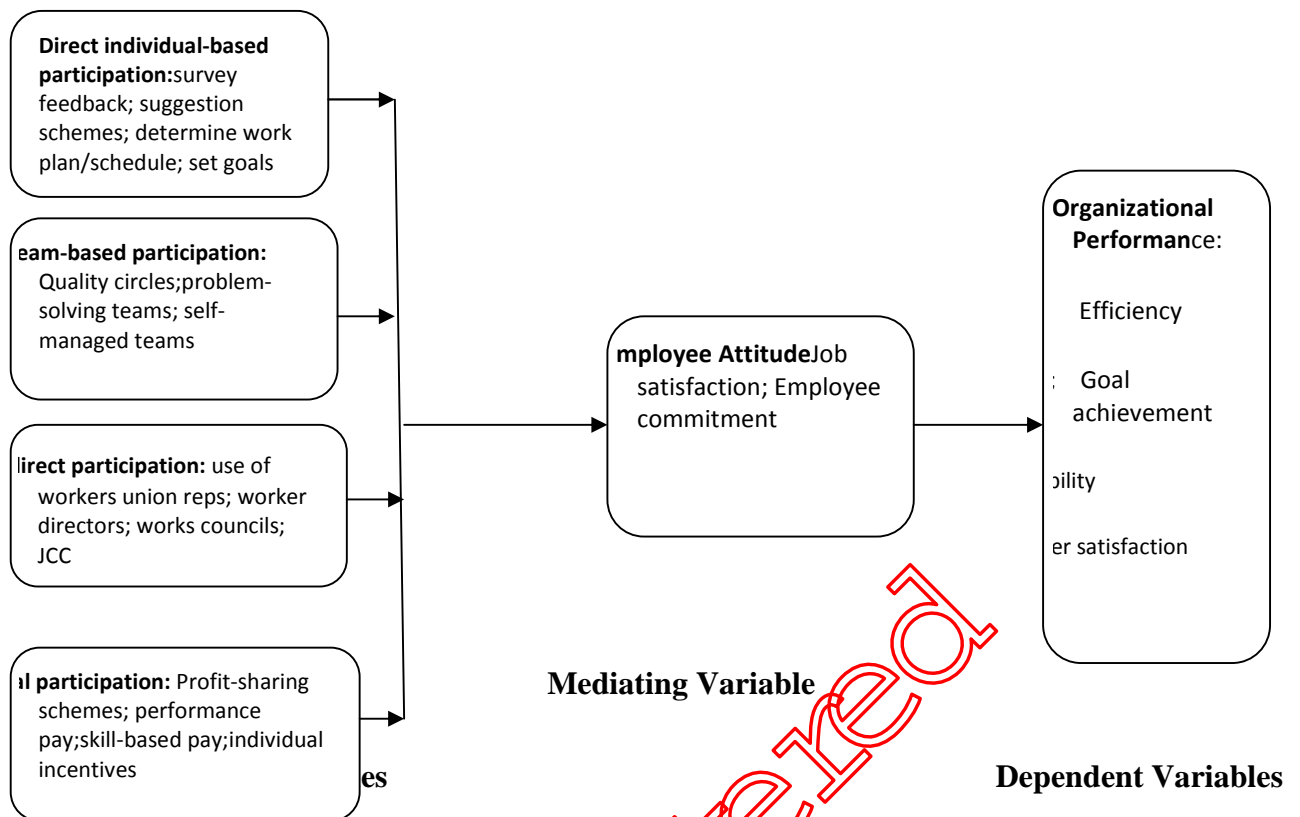 Direct individual-based
participation:survey
feedback; suggestion
schemes; determine work
plan/schedule; set goals
eam-based participation:
Quality circles;problem-
solving teams; self-
managed teams
direct participation: use of
workers union reps; worker
directors; works councils;
JCC
al participation: Profit-sharing
schemes; performance
pay;skill-based pay;individual
incentives
es
mployee AttitudeJob
satisfaction; Employee
commitment
Mediating Variable
Organizational
Performance:
Efficiency
; Goal
achievement
bility
er satisfaction
Dependent Variables
ered